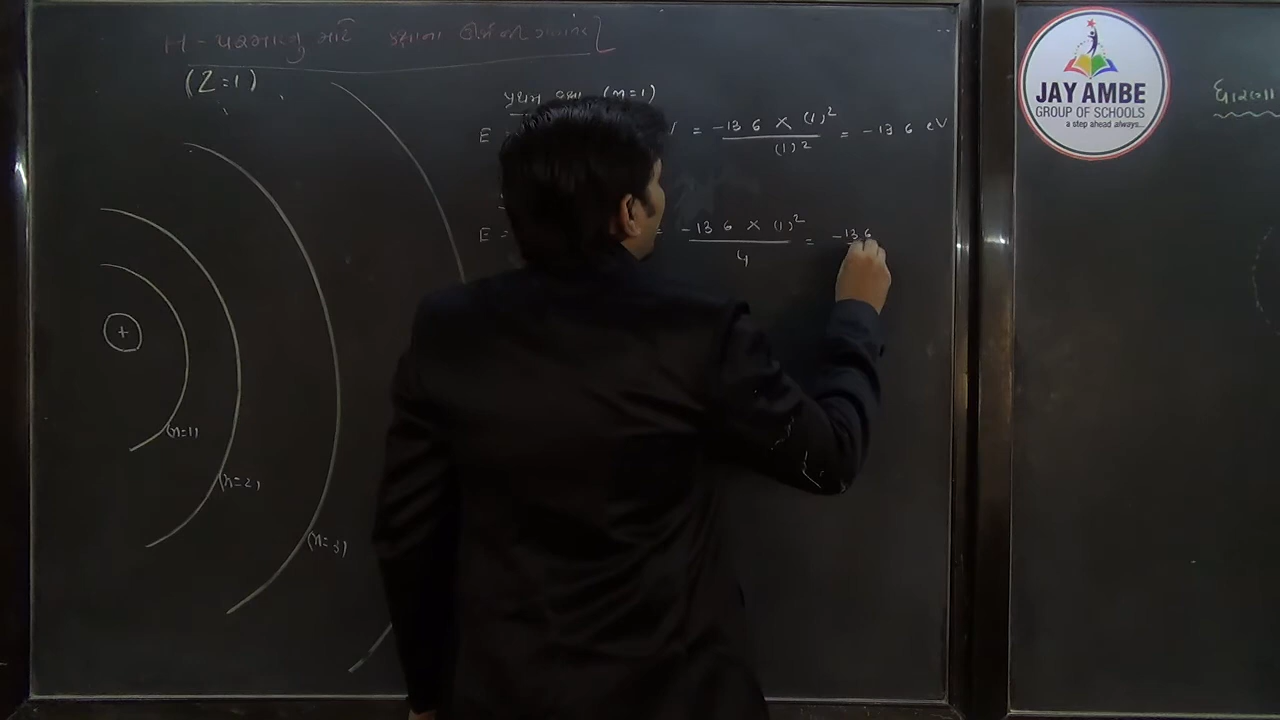 H - પરમાણુ માટે
(Z=1)
પ્રથમ કક્ષા (n=1)
E = -13 6 × (1)² / (1)² = -13 6 eV
E = = -13 6 × (1)² / 4 = -13 6
+
(n=1)
(n=2)
(n=3)
JAY AMBE
GROUP OF SCHOOLS
a step ahead always...